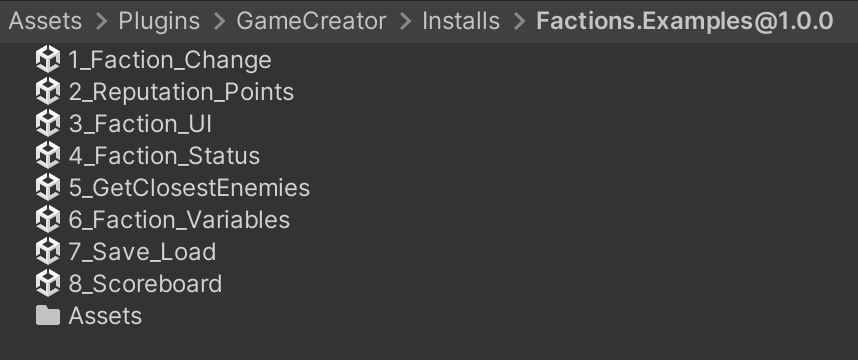 Assets > Plugins > GameCreator > Installs > Factions.Examples@1.0.0
1_Faction_Change
2_Reputation_Points
3_Faction_UI
4_Faction_Status
5_GetClosestEnemies
6_Faction_Variables
7_Save_Load
8_Scoreboard
Assets